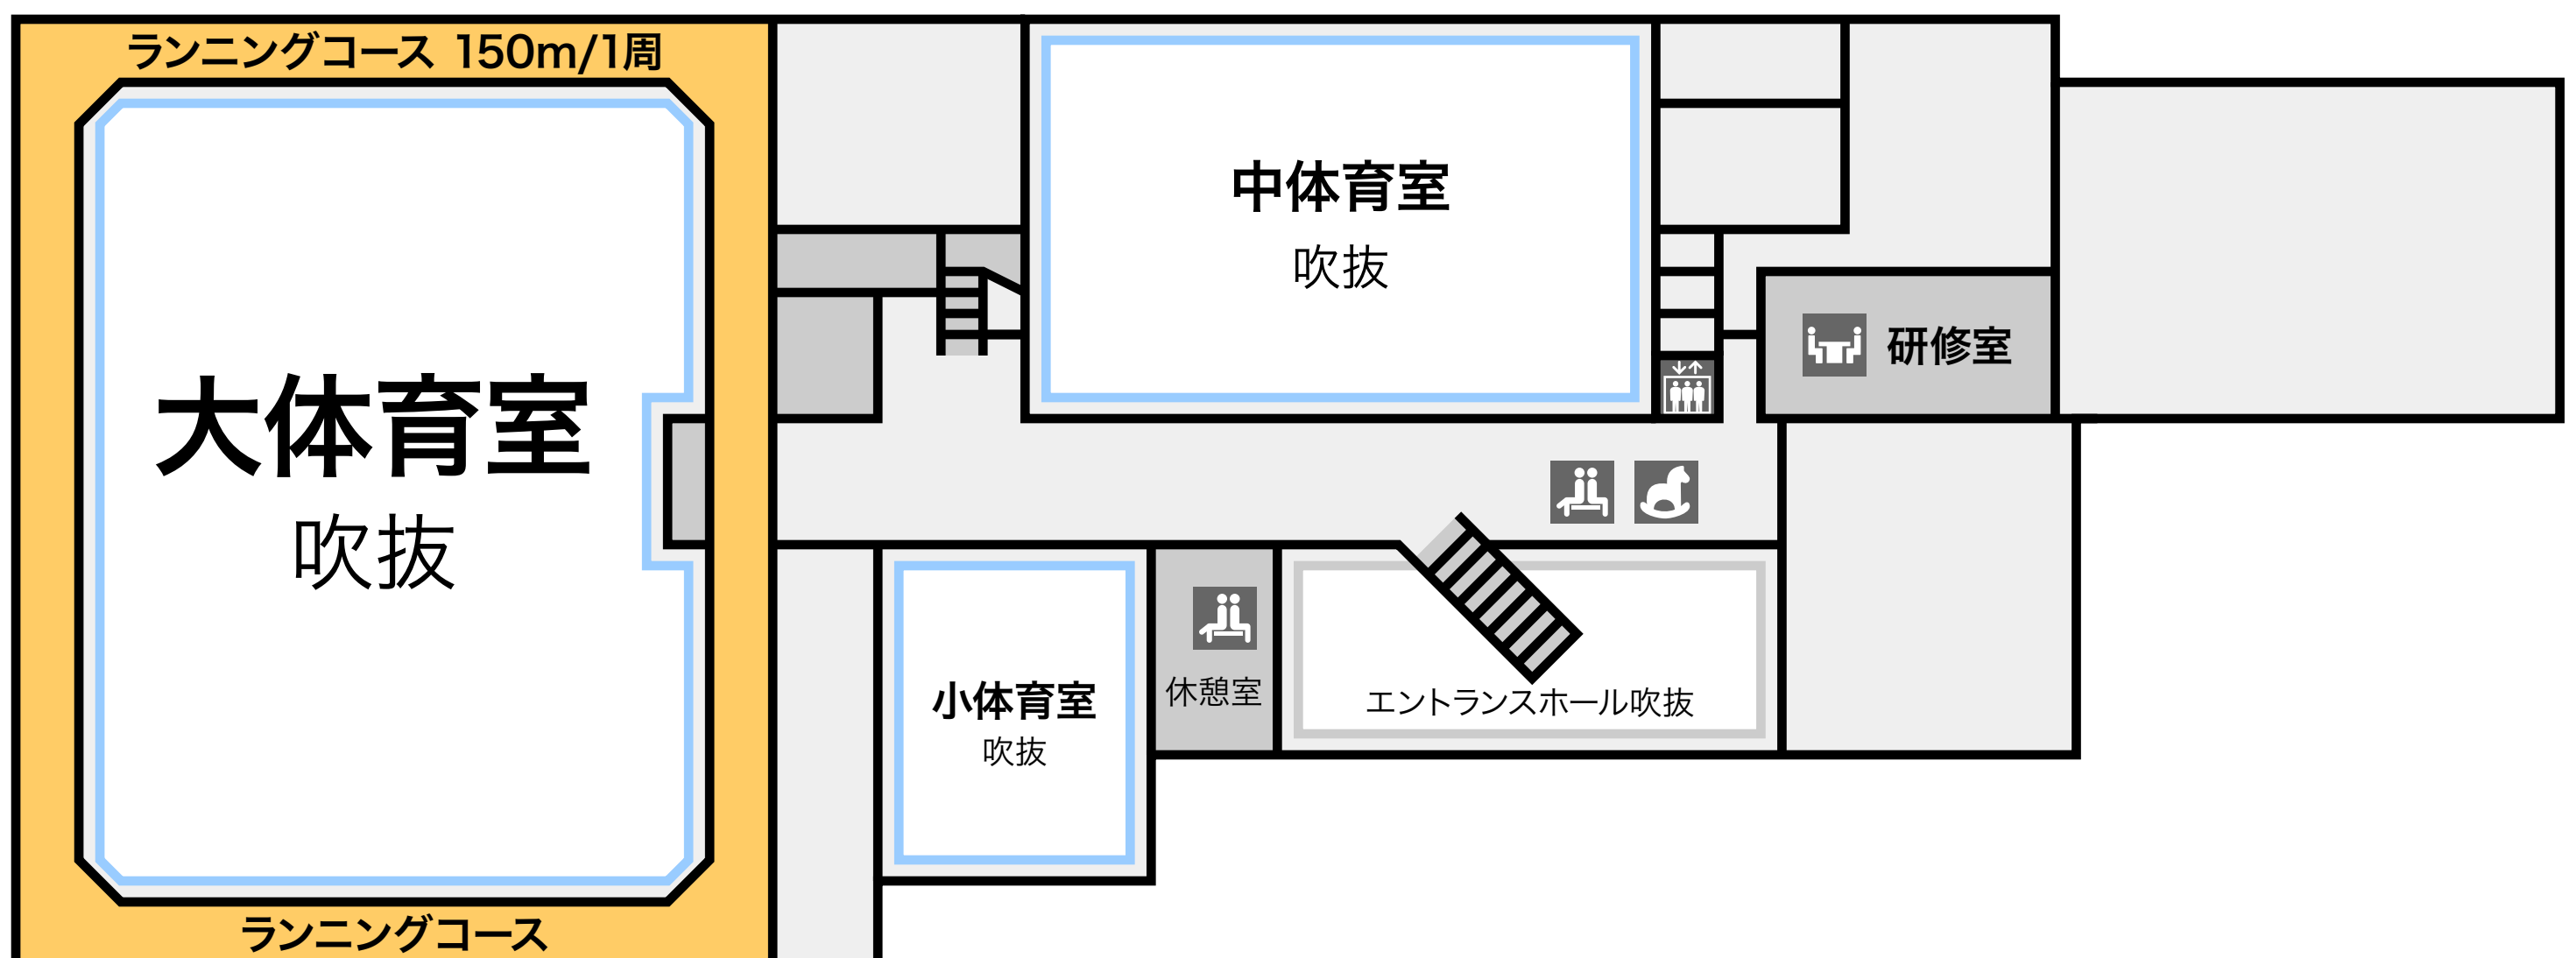 ランニングコース 150m/1周
大体育室
吹抜
ランニングコース
中体育室
吹抜
研修室
小体育室
吹抜
休憩室
エントランスホール吹抜